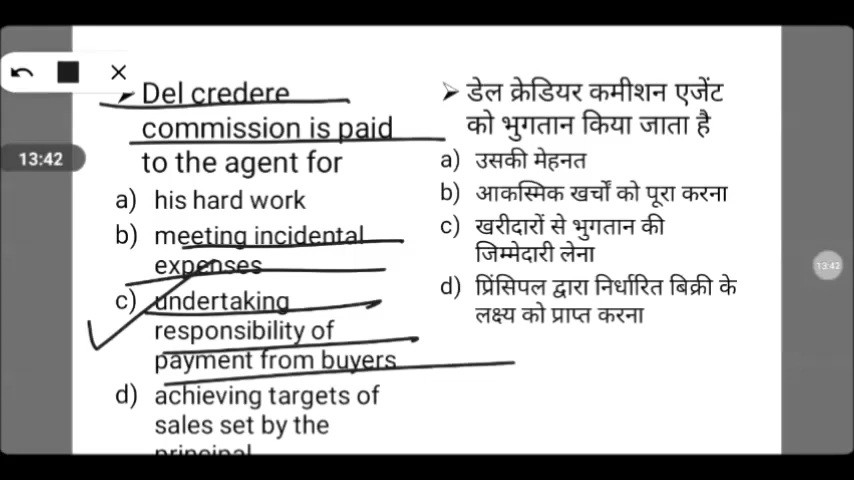 ➤ Del credere
commission is paid
to the agent for
a) his hard work
b) meeting incidental
expenses
c) undertaking
responsibility of
payment from buyers
d) achieving targets of
sales set by the
principal
➤ डेल क्रेडियर कमीशन एजेंट
को भुगतान किया जाता है
a) उसकी मेहनत
b) आकस्मिक खर्चों को पूरा करना
c) खरीदारों से भुगतान की
जिम्मेदारी लेना
d) प्रिंसिपल द्वारा निर्धारित बिक्री के
लक्ष्य को प्राप्त करना
13:42
13:42